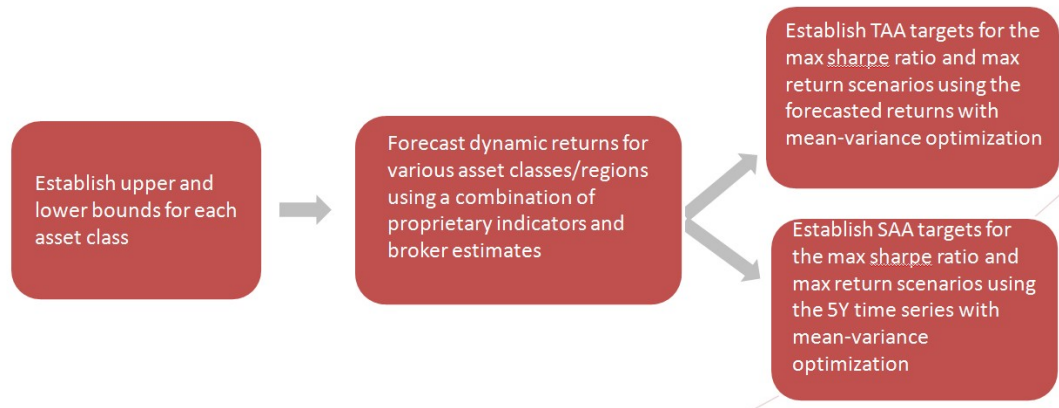 Establish upper and
lower bounds for each
asset class
Forecast dynamic returns for
various asset classes/regions
using a combination of
proprietary indicators and
broker estimates
Establish TAA targets for the
max sharpe ratio and max
return scenarios using the
forecasted returns with
mean-variance optimization
Establish SAA targets for
the max sharpe ratio and
max return scenarios using
the 5Y time series with
mean-variance
optimization